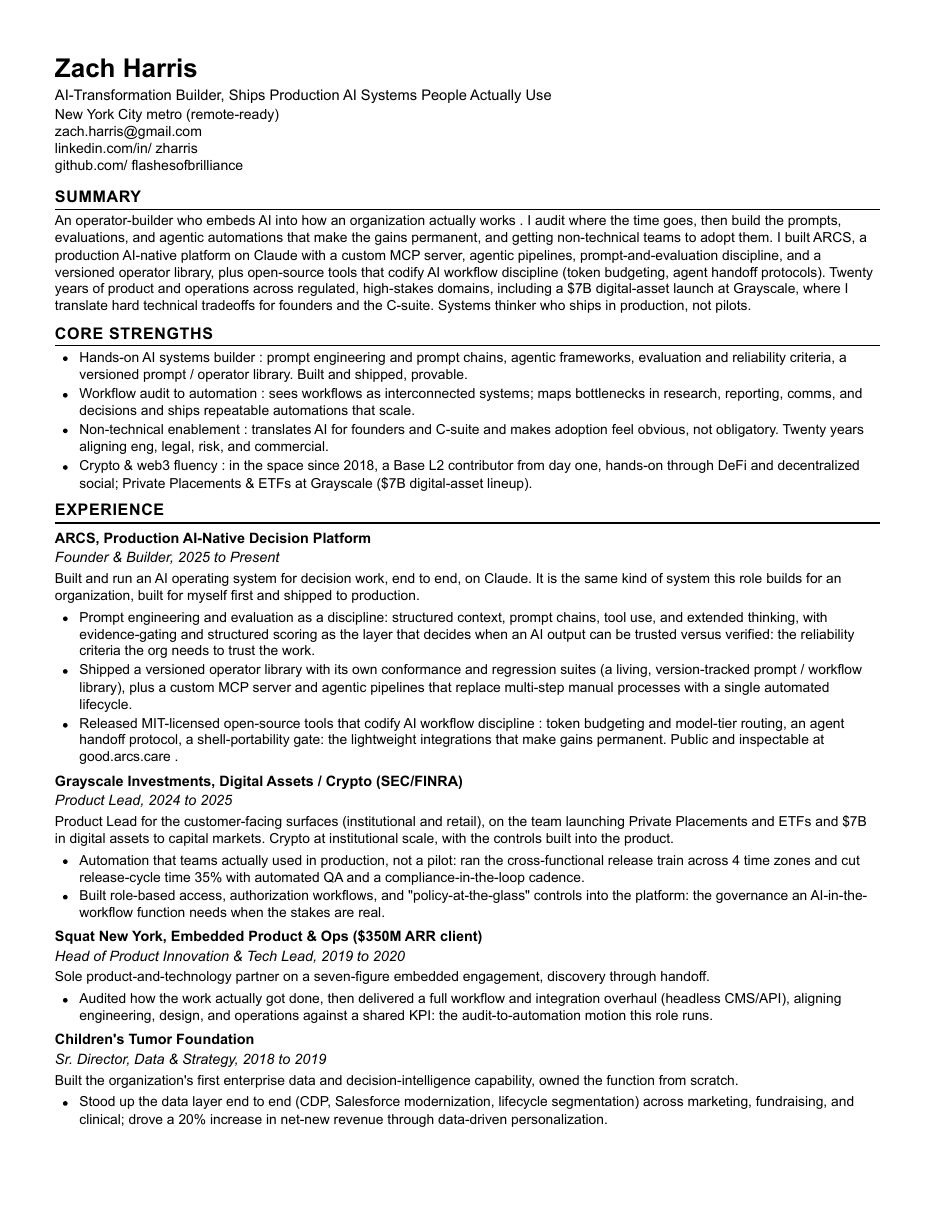 Zach Harris
AI-Transformation Builder, Ships Production AI Systems People Actually Use
New York City metro (remote-ready)
zach.harris@gmail.com
linkedin.com/in/ zharris
github.com/ flashesofbrilliance
SUMMARY
An operator-builder who embeds AI into how an organization actually works . I audit where the time goes, then build the prompts,
evaluations, and agentic automations that make the gains permanent, and getting non-technical teams to adopt them. I built ARCS, a
production AI-native platform on Claude with a custom MCP server, agentic pipelines, prompt-and-evaluation discipline, and a
versioned operator library, plus open-source tools that codify AI workflow discipline (token budgeting, agent handoff protocols). Twenty
years of product and operations across regulated, high-stakes domains, including a $7B digital-asset launch at Grayscale, where I
translate hard technical tradeoffs for founders and the C-suite. Systems thinker who ships in production, not pilots.
CORE STRENGTHS
• Hands-on AI systems builder : prompt engineering and prompt chains, agentic frameworks, evaluation and reliability criteria, a
versioned prompt / operator library. Built and shipped, provable.
• Workflow audit to automation : sees workflows as interconnected systems; maps bottlenecks in research, reporting, comms, and
decisions and ships repeatable automations that scale.
• Non-technical enablement : translates AI for founders and C-suite and makes adoption feel obvious, not obligatory. Twenty years
aligning eng, legal, risk, and commercial.
• Crypto & web3 fluency : in the space since 2018, a Base L2 contributor from day one, hands-on through DeFi and decentralized
social; Private Placements & ETFs at Grayscale ($7B digital-asset lineup).
EXPERIENCE
ARCS, Production AI-Native Decision Platform
Founder & Builder, 2025 to Present
Built and run an AI operating system for decision work, end to end, on Claude. It is the same kind of system this role builds for an
organization, built for myself first and shipped to production.
• Prompt engineering and evaluation as a discipline: structured context, prompt chains, tool use, and extended thinking, with
evidence-gating and structured scoring as the layer that decides when an AI output can be trusted versus verified: the reliability
criteria the org needs to trust the work.
• Shipped a versioned operator library with its own conformance and regression suites (a living, version-tracked prompt / workflow
library), plus a custom MCP server and agentic pipelines that replace multi-step manual processes with a single automated
lifecycle.
• Released MIT-licensed open-source tools that codify AI workflow discipline : token budgeting and model-tier routing, an agent
handoff protocol, a shell-portability gate: the lightweight integrations that make gains permanent. Public and inspectable at
good.arcs.care .
Grayscale Investments, Digital Assets / Crypto (SEC/FINRA)
Product Lead, 2024 to 2025
Product Lead for the customer-facing surfaces (institutional and retail), on the team launching Private Placements and ETFs and $7B
in digital assets to capital markets. Crypto at institutional scale, with the controls built into the product.
• Automation that teams actually used in production, not a pilot: ran the cross-functional release train across 4 time zones and cut
release-cycle time 35% with automated QA and a compliance-in-the-loop cadence.
• Built role-based access, authorization workflows, and "policy-at-the-glass" controls into the platform: the governance an AI-in-the-
workflow function needs when the stakes are real.
Squat New York, Embedded Product & Ops ($350M ARR client)
Head of Product Innovation & Tech Lead, 2019 to 2020
Sole product-and-technology partner on a seven-figure embedded engagement, discovery through handoff.
• Audited how the work actually got done, then delivered a full workflow and integration overhaul (headless CMS/API), aligning
engineering, design, and operations against a shared KPI: the audit-to-automation motion this role runs.
Children's Tumor Foundation
Sr. Director, Data & Strategy, 2018 to 2019
Built the organization's first enterprise data and decision-intelligence capability, owned the function from scratch.
• Stood up the data layer end to end (CDP, Salesforce modernization, lifecycle segmentation) across marketing, fundraising, and
clinical; drove a 20% increase in net-new revenue through data-driven personalization.